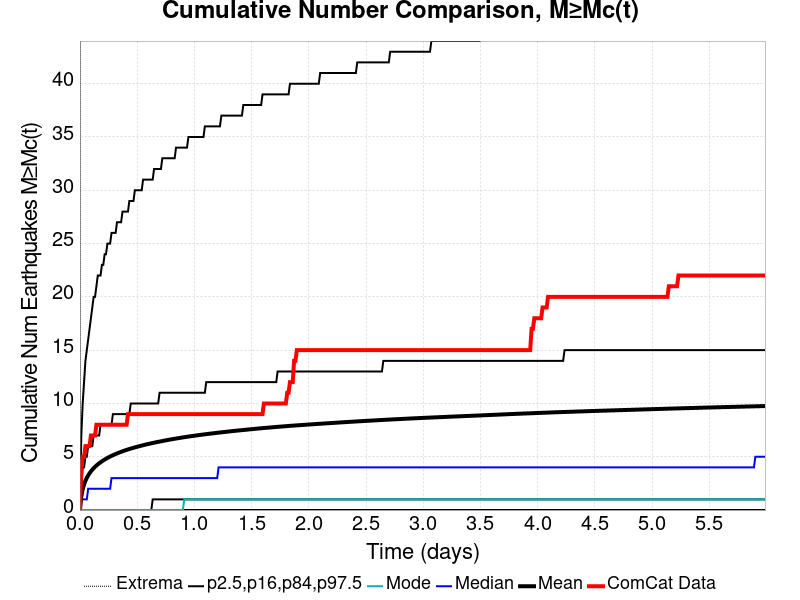 Cumulative Number Comparison, M≥Mc(t)
Cumulative Num Earthquakes M≥Mc(t)
40
35
30
25
20
15
10
5
0
0.0 0.5 1.0 1.5 2.0 2.5 3.0 3.5 4.0 4.5 5.0 5.5
Time (days)
Extrema p2.5,p16,p84,p97.5 Mode Median Mean ComCat Data